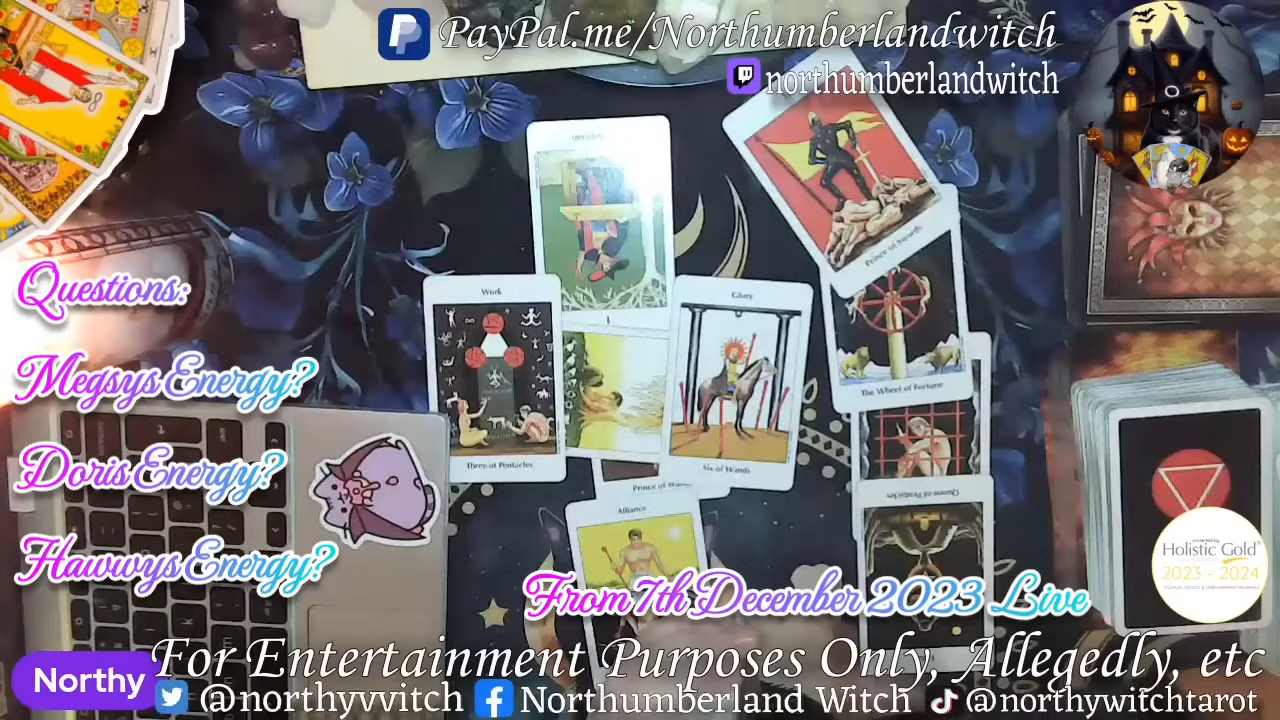 PayPal.me/Northumberlandwitch
northumberlandwitch
Questions:
Megsys Energy?
Doris Energy?
Hawwys Energy?
Work
Three of Pentacles
I
Glory
Six of Wands
Alliance
Prince of Swords
The Wheel of Fortune
Queen of Pentacles
Holistic Gold
2023 - 2024
From 7th December 2023 Live
For Entertainment Purposes Only, Allegedly, etc
Northy
@northyvvitch
Northumberland Witch
@northywitchtarot